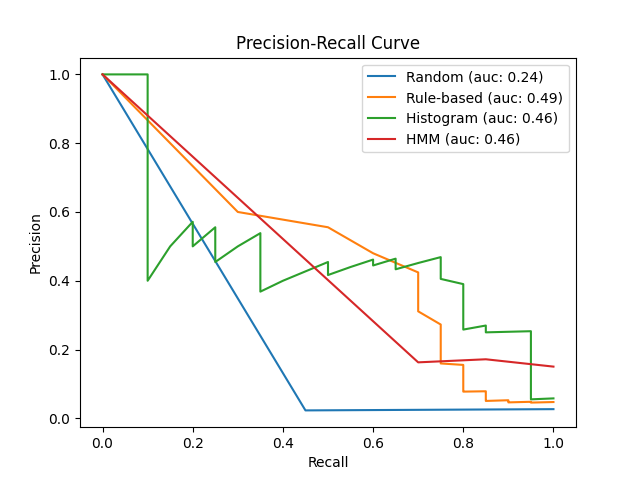 Precision-Recall Curve
Random (auc: 0.24)
Rule-based (auc: 0.49)
Histogram (auc: 0.46)
HMM (auc: 0.46)
Precision
1.0
0.8
0.6
0.4
0.2
0.0
0.0 0.2 0.4 0.6 0.8 1.0
Recall